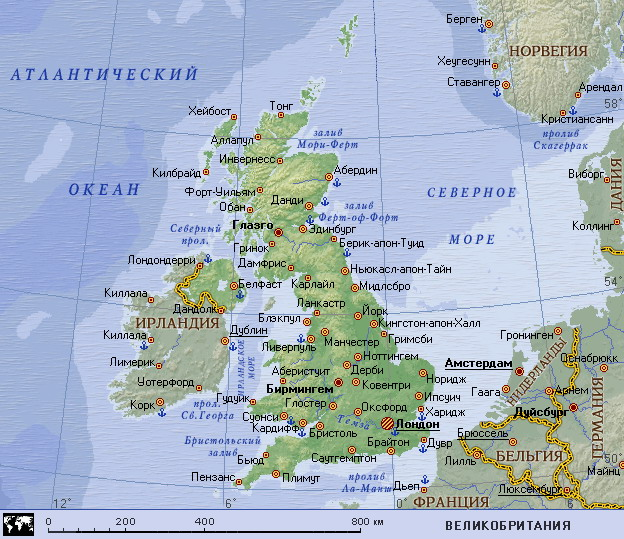 Берген
НОРВЕГИЯ
АТЛАНТИЧЕСКИЙ
Хеугесунн
Ставангер
Арендал
58°
Хейбост
Тонг
Кристиансанн
залив
Мори-Ферт
пролив
Скагеррак
Аллапул
Инвернесс
Килбрайд
Абердин
Виборг
ДАНИЯ
ОКЕАН
Форт-Уильям
СЕВЕРНОЕ
Обан
Данди
залив
Ферт-оф-Форт
Коллинг
Северный
прол.
Глазго
Эдинбург
МОРЕ
Гринок
Берик-апон-Туид
Лондондерри
Дамфрис
Ньюкасл-апон-Тайн
54°
Белфаст
Карлайл
Мидлсбро
Киллала
Дандолк
Ланкастр
ИРЛАНДИЯ
Блэкпул
Йорк
Кингстон-апон-Халл
Киллала
Дублин
Ливерпуль
Манчестер
Гримсби
Гронинген
Ноттингем
Лимерик
ИРЛАНДСКОЕ
МОРЕ
Аберистуит
Дерби
Амстердам
Оснабрюкк
НИДЕРЛАНДЫ
Уотерфорд
Бирмингем
Ковентри
Норидж
Гаага
Арнем
ГЕРМАНИЯ
Корк
прол.
Св.Георга
Гудуик
Глостер
Ипсуич
Оксфорд
Харидж
Дуйсбург
Суонси
Темза
Кардифф
Лондон
Бристольский
залив
Бристоль
Брайтон
Дувр
Брюссель
Бьюд
Саутгемптон
Лилль
БЕЛЬГИЯ
50°
Пензанс
Плимут
пролив
Ла-Манш
Майнц
Дьеп
Люксембург
12°
6°
0°
ФРАНЦИЯ
0 200 400 800 км
ВЕЛИКОБРИТАНИЯ